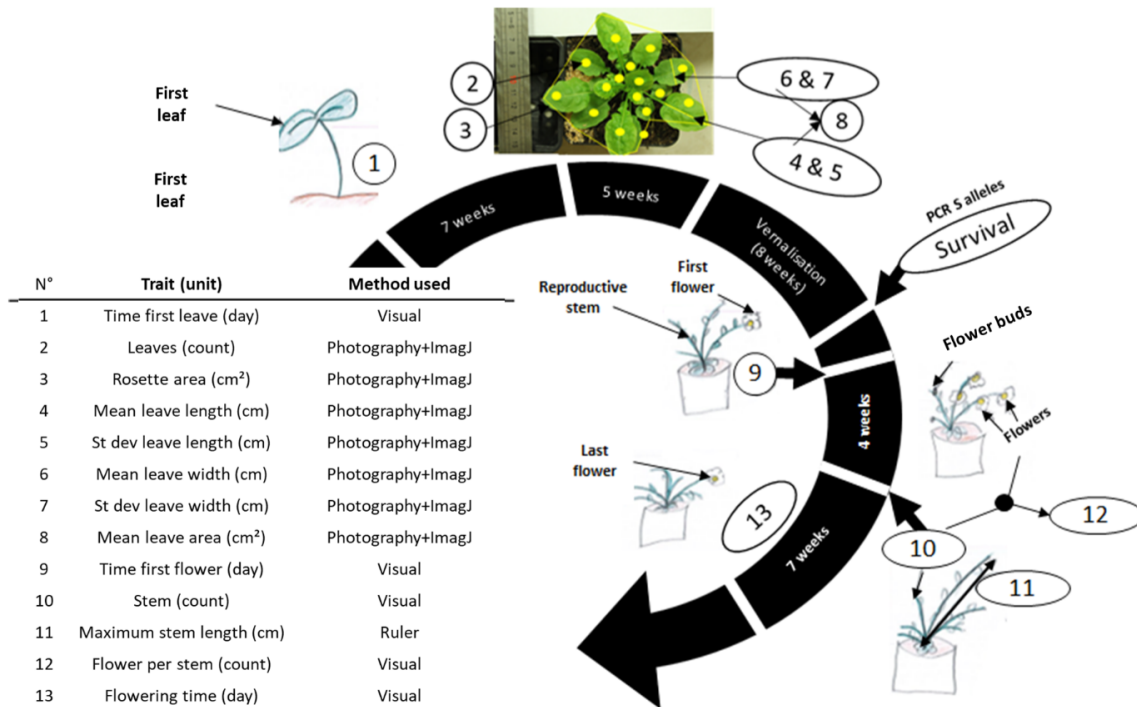 First
leaf
First
leaf
1
2
3
6 & 7
8
4 & 5
7 weeks
5 weeks
Vernalisation
(8 weeks)
PCR S alleles
Survival
First
flower
Reproductive
stem
9
Flower buds
Flowers
4 weeks
Last
flower
13
7 weeks
10
12
11
N° Trait (unit) Method used
1 Time first leave (day) Visual
2 Leaves (count) Photography+ImagJ
3 Rosette area (cm²) Photography+ImagJ
4 Mean leave length (cm) Photography+ImagJ
5 St dev leave length (cm) Photography+ImagJ
6 Mean leave width (cm) Photography+ImagJ
7 St dev leave width (cm) Photography+ImagJ
8 Mean leave area (cm²) Photography+ImagJ
9 Time first flower (day) Visual
10 Stem (count) Visual
11 Maximum stem length (cm) Ruler
12 Flower per stem (count) Visual
13 Flowering time (day) Visual